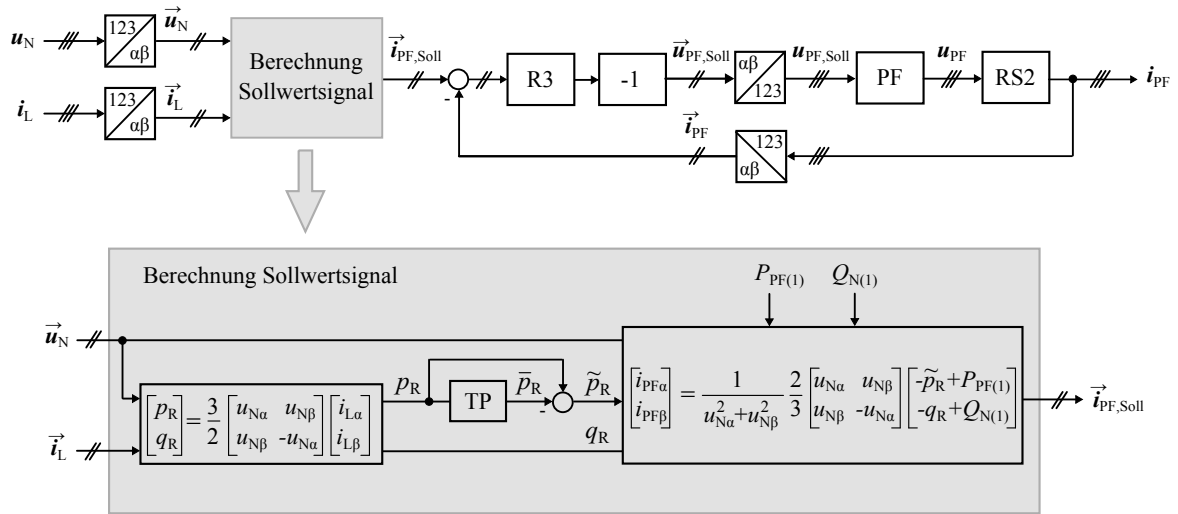 u_N 123 αβ u⃗_N
i_L 123 αβ i⃗_L
Berechnung
Sollwertsignal
i⃗_PF,Soll
-
R3
-1
u⃗_PF,Soll
αβ 123
u_PF,Soll
PF
u_PF
RS2
i_PF
i⃗_PF
123 αβ
Berechnung Sollwertsignal
P_PF(1) Q_N(1)
u⃗_N
i⃗_L
[p_R q_R] = 3/2 [u_Nα u_Nβ u_Nβ -u_Nα] [i_Lα i_Lβ]
p_R
TP
p̅_R
-
p̃_R
q_R
[i_PFα i_PFβ] = 1/(u²_Nα+u²_Nβ) 2/3 [u_Nα u_Nβ u_Nβ -u_Nα] [-p̃_R+P_PF(1) -q_R+Q_N(1)]
i⃗_PF,Soll